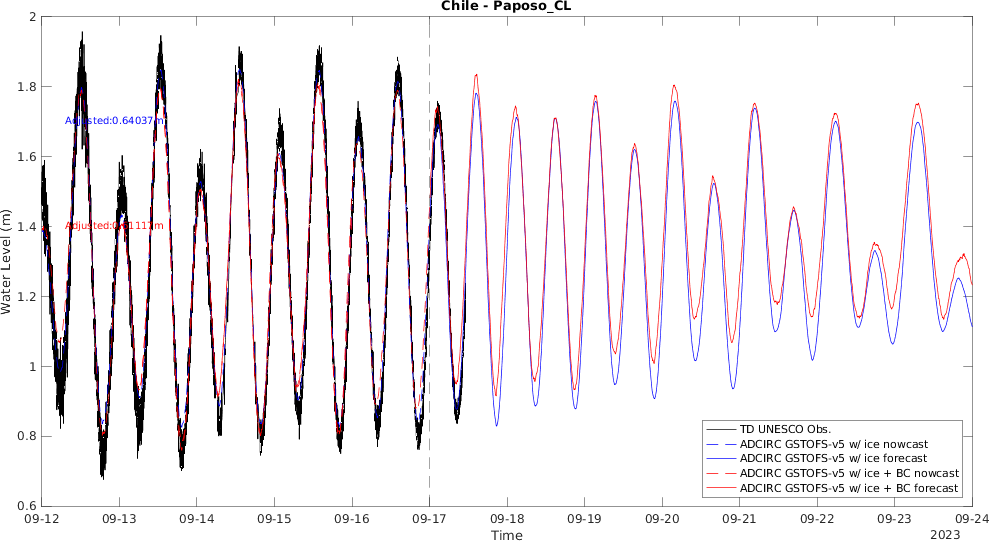 Chile - Paposo_CL
2
1.8
1.6
1.4
1.2
1
0.8
0.6
Water Level (m)
Adjusted:0.64037m
TD UNESCO Obs.
ADCIRC GSTOFS-v5 w/ ice nowcast
ADCIRC GSTOFS-v5 w/ ice forecast
ADCIRC GSTOFS-v5 w/ ice + BC nowcast
ADCIRC GSTOFS-v5 w/ ice + BC forecast
09-12 09-13 09-14 09-15 09-16 09-17 09-18 09-19 09-20 09-21 09-22 09-23 09-24
Time
2023